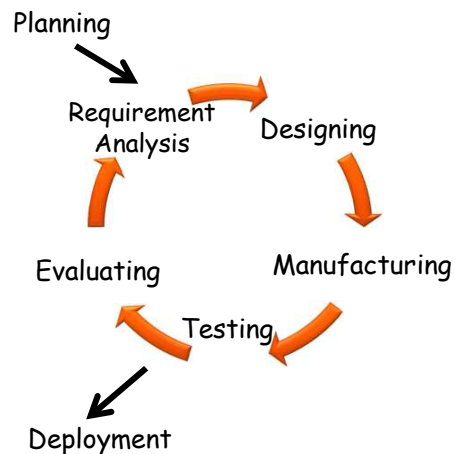 Planning
Requirement
Analysis
Designing
Manufacturing
Testing
Evaluating
Deployment